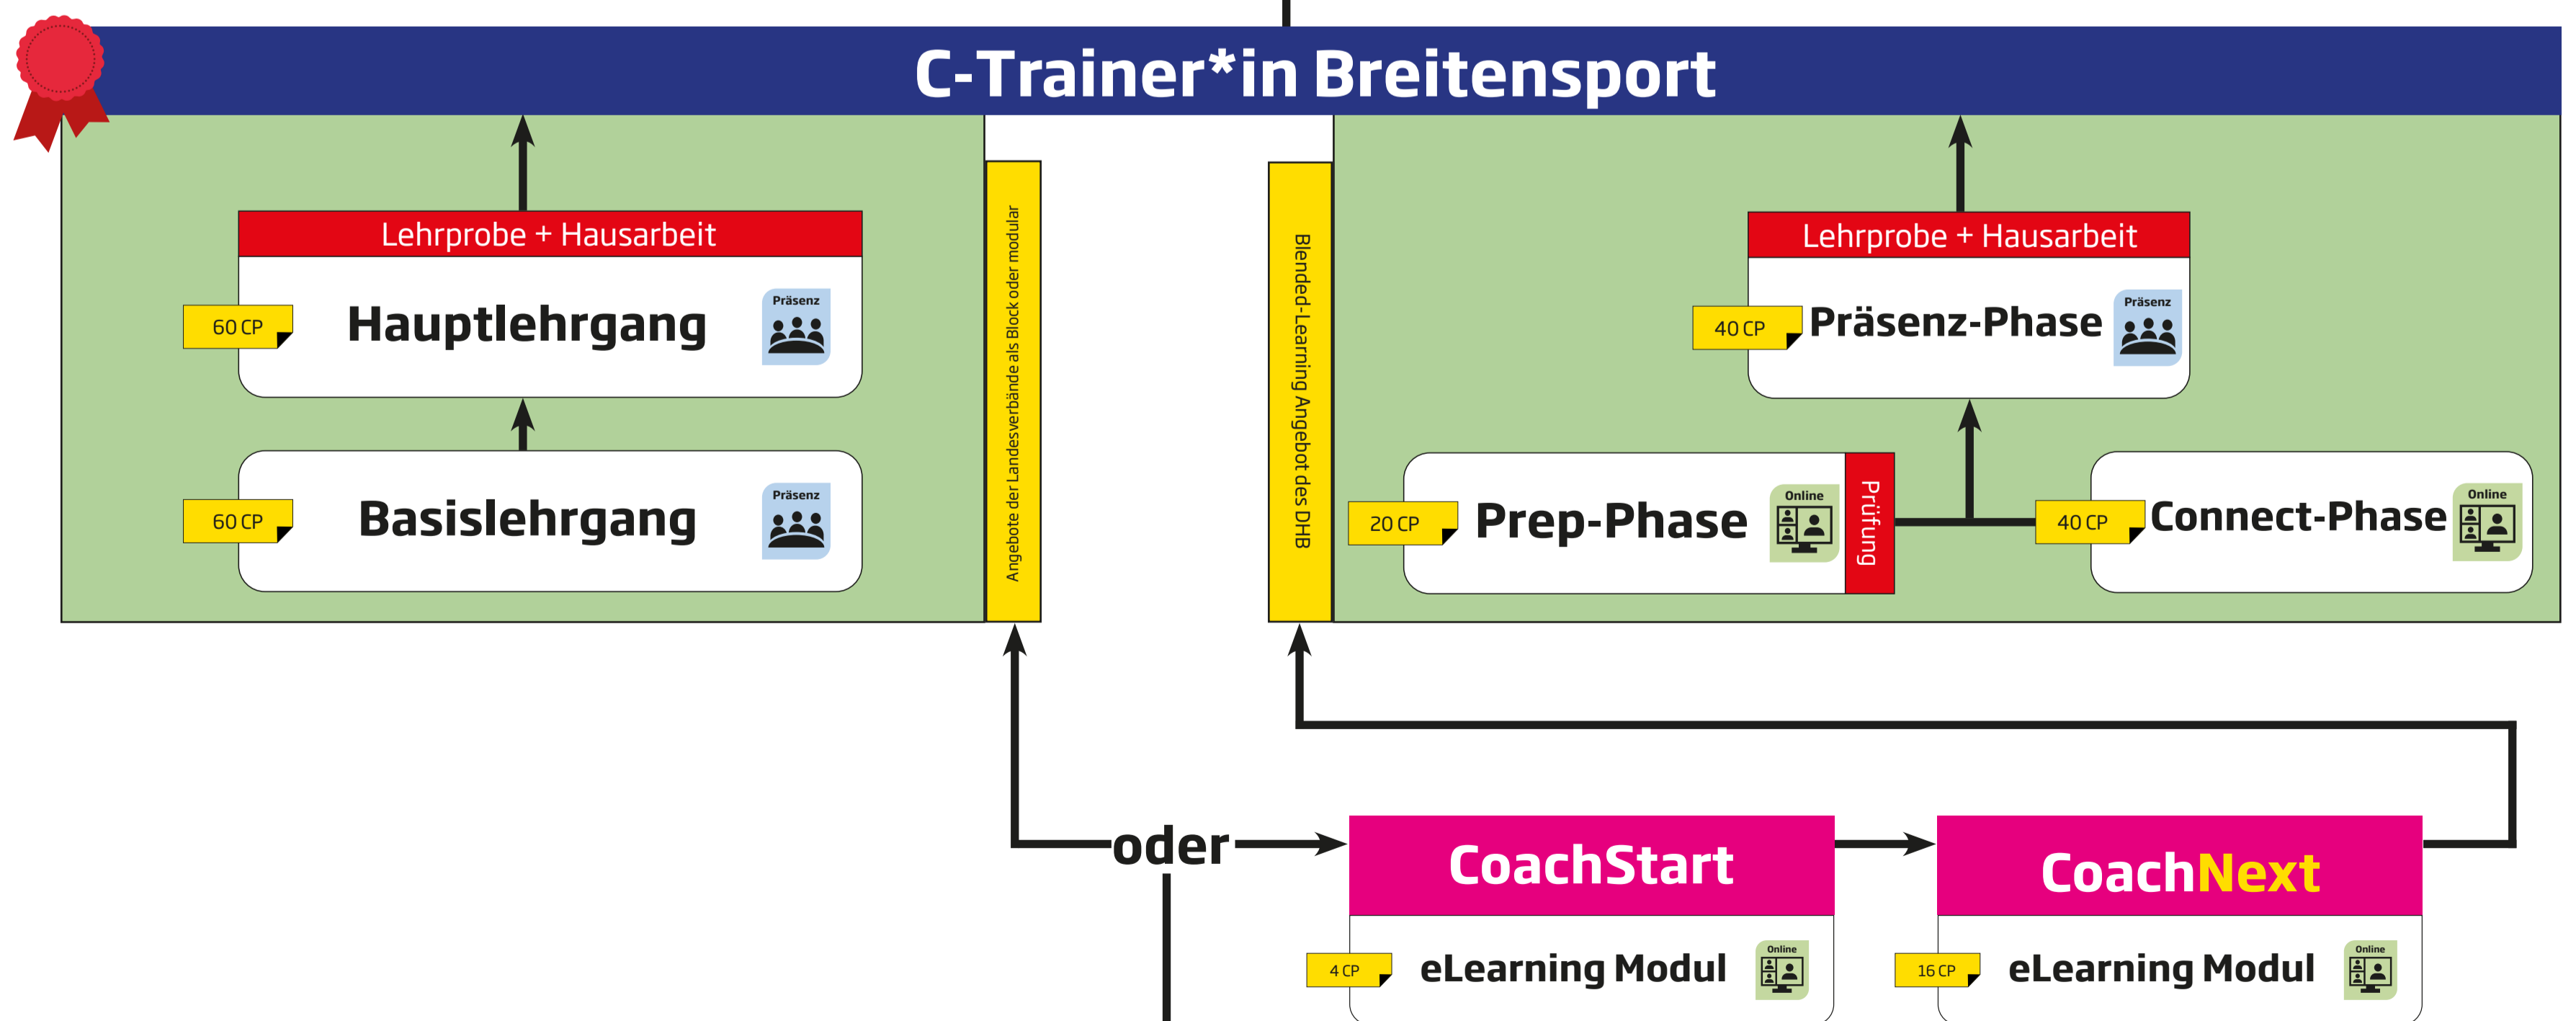 C-Trainer*in Breitensport
Lehrprobe + Hausarbeit
60 CP
Hauptlehrgang
Präsenz
60 CP
Basislehrgang
Präsenz
Angebote der Landesverbände als Block oder modular
Blended-Learning Angebot des DHB
Lehrprobe + Hausarbeit
40 CP
Präsenz-Phase
Präsenz
20 CP
Prep-Phase
Online
Prüfung
40 CP
Connect-Phase
Online
oder
CoachStart
4 CP
eLearning Modul
Online
CoachNext
16 CP
eLearning Modul
Online